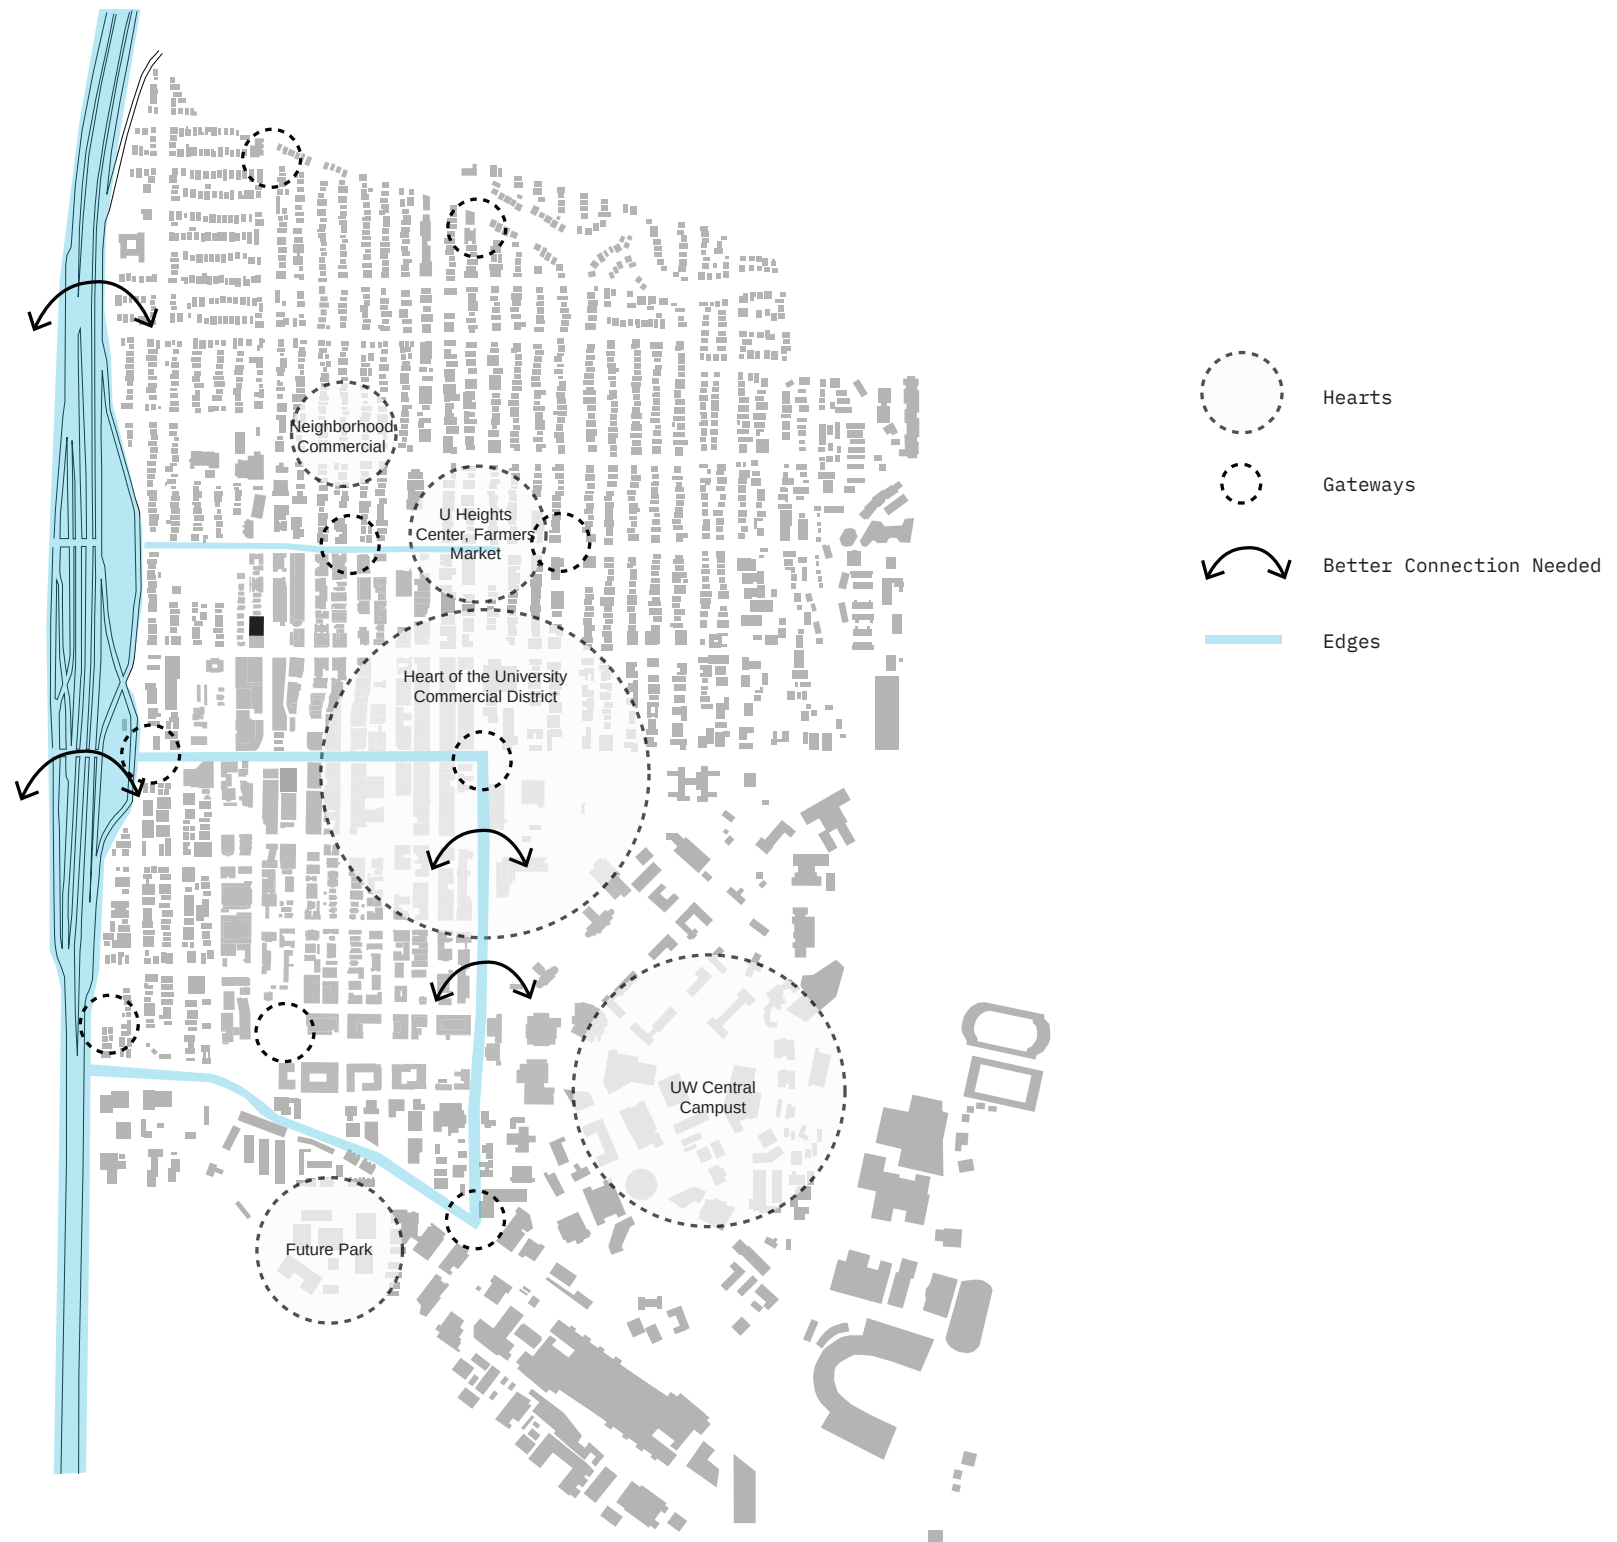 Neighborhood
Commercial
U Heights
Center, Farmers
Market
Heart of the University
Commercial District
UW Central
Campust
Future Park
Hearts
Gateways
Better Connection Needed
Edges